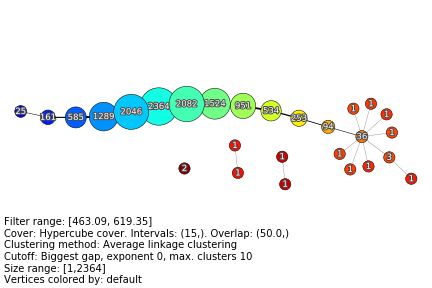 25 161 585 1289 2046 2364 2082 1524 951 534 253 94 36
1 1 1 1 1 1 1 1 3 1
2 1 1 1 1
Filter range: [463.09, 619.35]
Cover: Hypercube cover. Intervals: (15,). Overlap: (50.0,)
Clustering method: Average linkage clustering
Cutoff: Biggest gap, exponent 0, max. clusters 10
Size range: [1,2364]
Vertices colored by: default